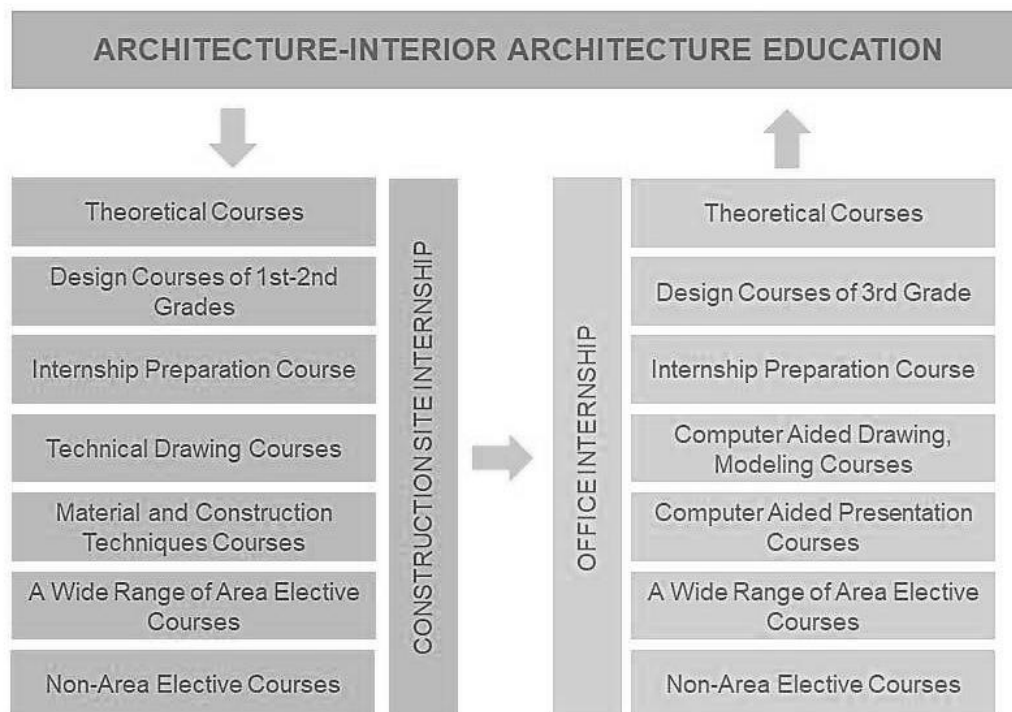 ARCHITECTURE-INTERIOR ARCHITECTURE EDUCATION
Theoretical Courses
Design Courses of 1st-2nd
Grades
Internship Preparation Course
Technical Drawing Courses
Material and Construction
Techniques Courses
A Wide Range of Area Elective
Courses
Non-Area Elective Courses
CONSTRUCTION SITE INTERNSHIP
OFFICE INTERNSHIP
Theoretical Courses
Design Courses of 3rd Grade
Internship Preparation Course
Computer Aided Drawing,
Modeling Courses
Computer Aided Presentation
Courses
A Wide Range of Area Elective
Courses
Non-Area Elective Courses